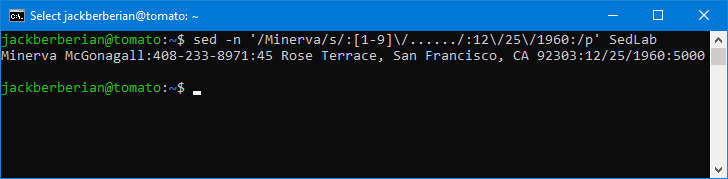 Select jackberberian@tomato: ~
jackberberian@tomato:~$ sed -n '/Minerva/s/:[1-9]\/....../:12\/25\/1960:/p' SedLab
Minerva McGonagall:408-233-8971:45 Rose Terrace, San Francisco, CA 92303:12/25/1960:5000
jackberberian@tomato:~$